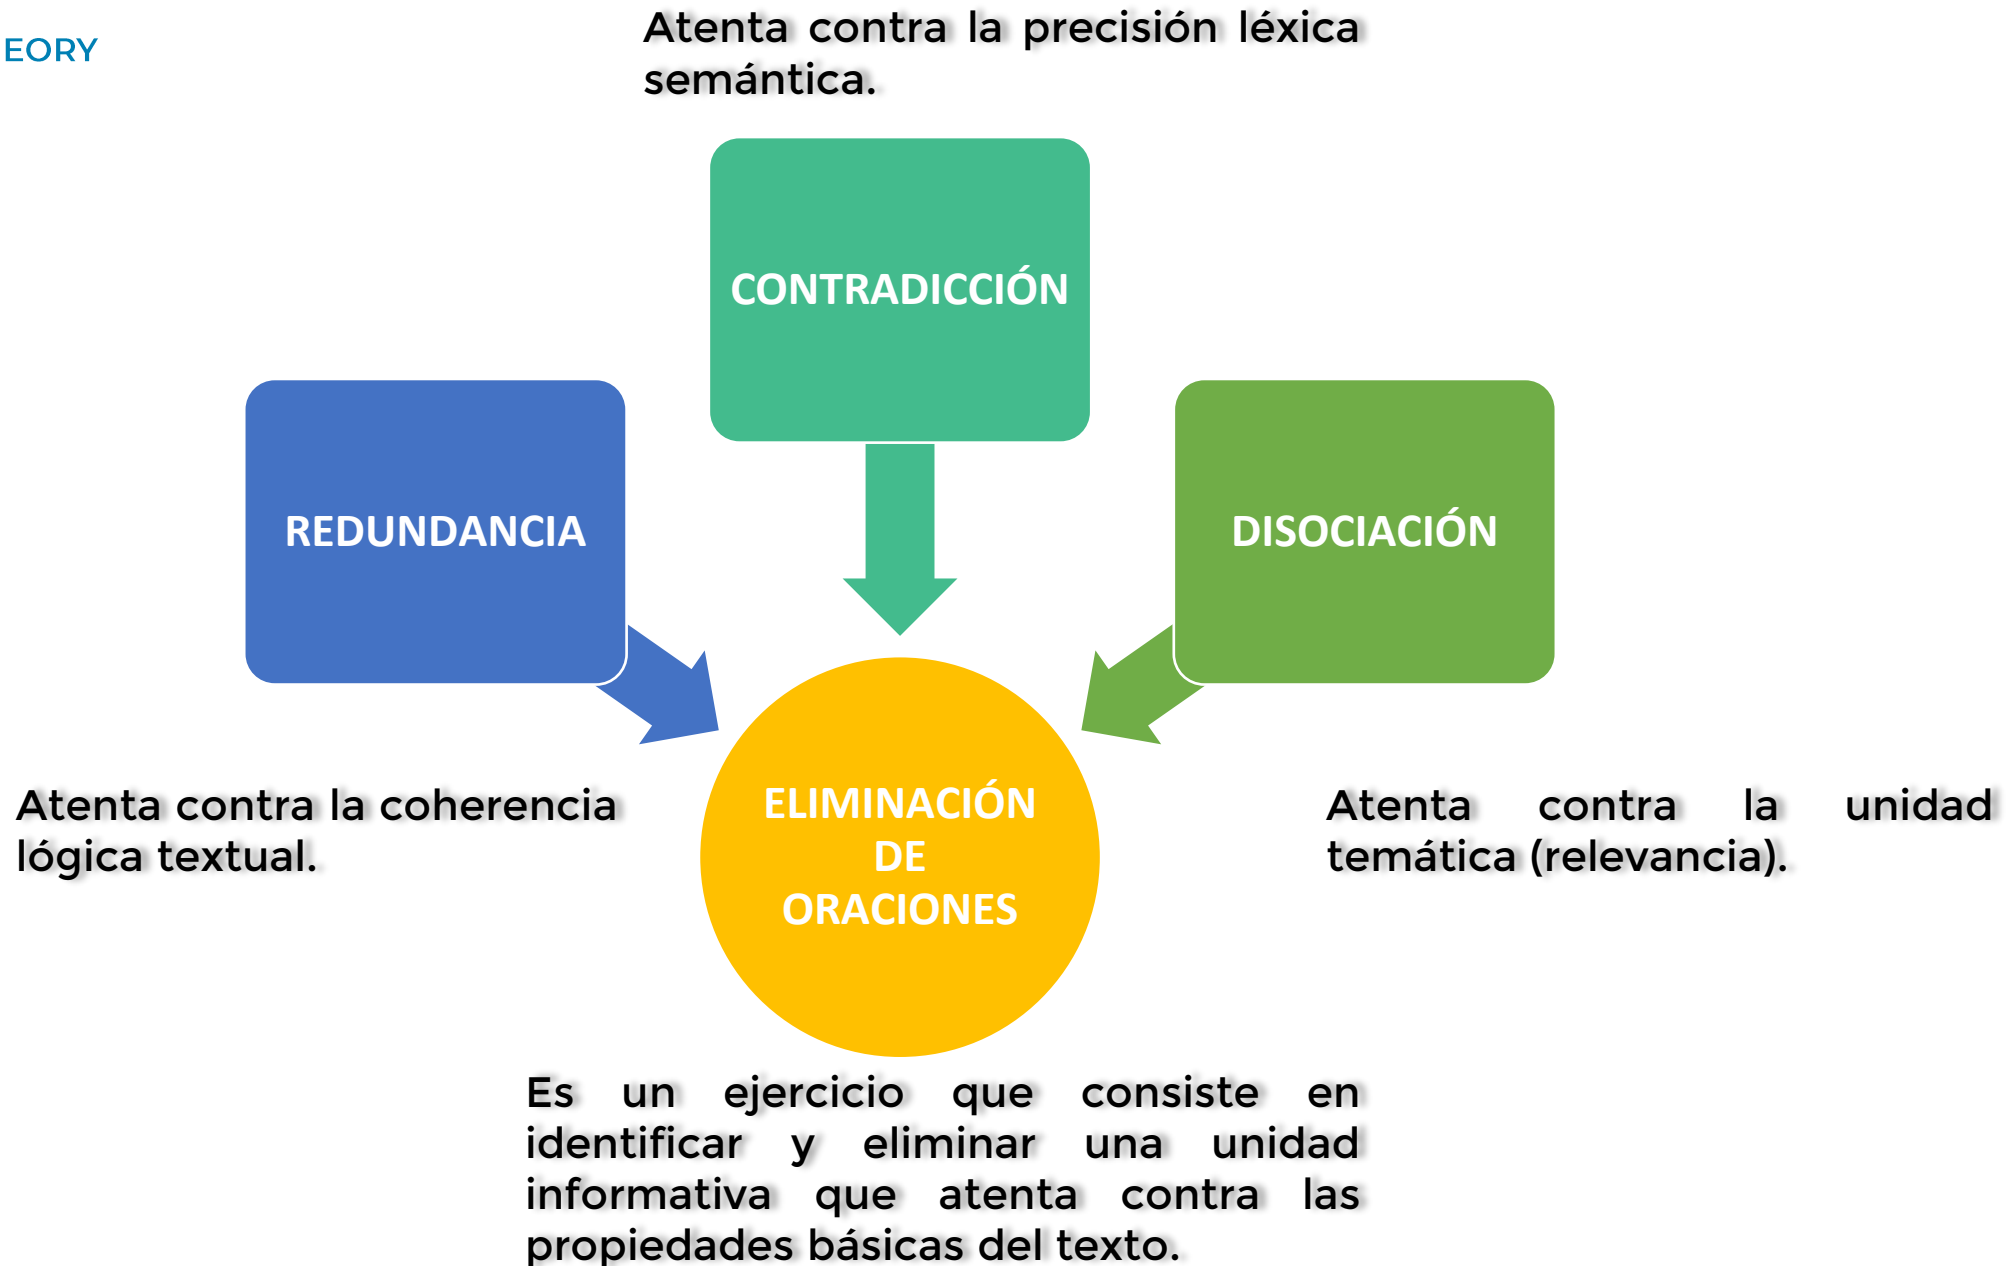 EORY
Atenta contra la precisión léxica
semántica.
CONTRADICCIÓN
REDUNDANCIA
DISOCIACIÓN
Atenta contra la coherencia
lógica textual.
ELIMINACIÓN
DE
ORACIONES
Atenta contra la unidad
temática (relevancia).
Es un ejercicio que consiste en
identificar y eliminar una unidad
informativa que atenta contra las
propiedades básicas del texto.